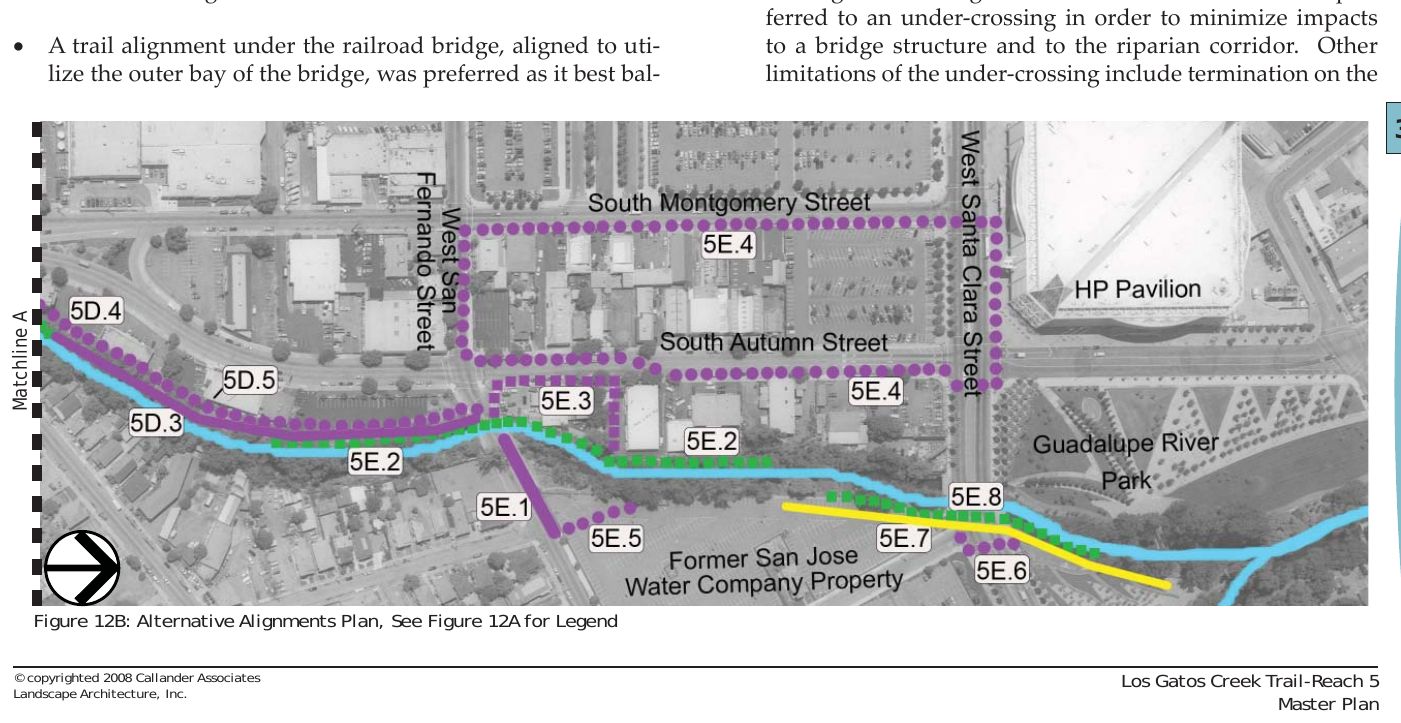 • A trail alignment under the railroad bridge, aligned to uti-
lize the outer bay of the bridge, was preferred as it best bal-
ferred to an under-crossing in order to minimize impacts
to a bridge structure and to the riparian corridor. Other
limitations of the under-crossing include termination on the
Matchline A
West San
Fernando Street
South Montgomery Street
West Santa Clara Street
5E.4
HP Pavilion
5D.4
South Autumn Street
5D.5
5E.4
5E.3
5D.3
5E.2
Guadalupe River
Park
5E.2
5E.8
5E.1
5E.5
5E.7
Former San Jose
Water Company Property
5E.6
Figure 12B: Alternative Alignments Plan, See Figure 12A for Legend
© copyrighted 2008 Callander Associates
Landscape Architecture, Inc.
Los Gatos Creek Trail-Reach 5
Master Plan